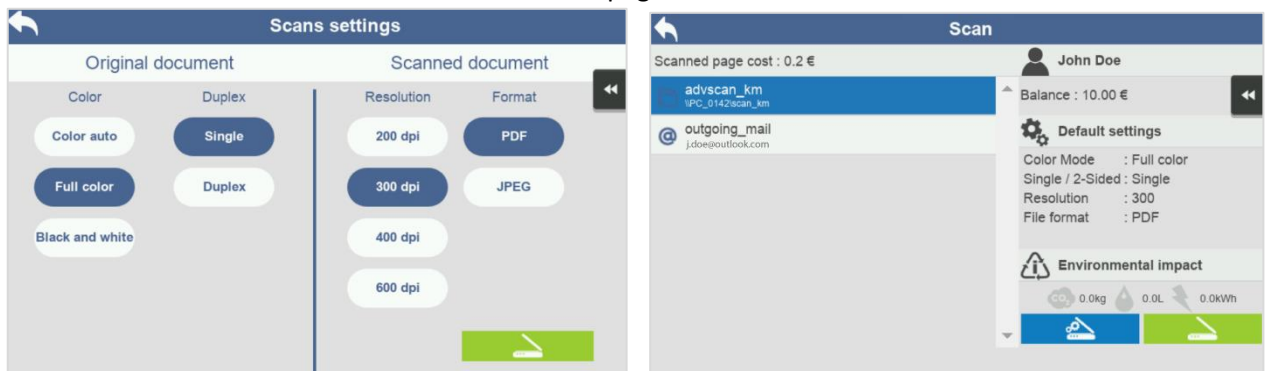 Scans settings
Original document
Scanned document
Color
Duplex
Resolution
Format
Color auto
Single
200 dpi
PDF
Full color
Duplex
300 dpi
JPEG
Black and white
400 dpi
600 dpi
Scan
Scanned page cost : 0.2 €
John Doe
advscan_km
\\PC_0142\scan_km
Balance : 10.00 €
outgoing_mail
j.doe@outlook.com
Default settings
Color Mode : Full color
Single / 2-Sided : Single
Resolution : 300
File format : PDF
Environmental impact
CO₂ 0.0kg 0.0L 0.0kWh